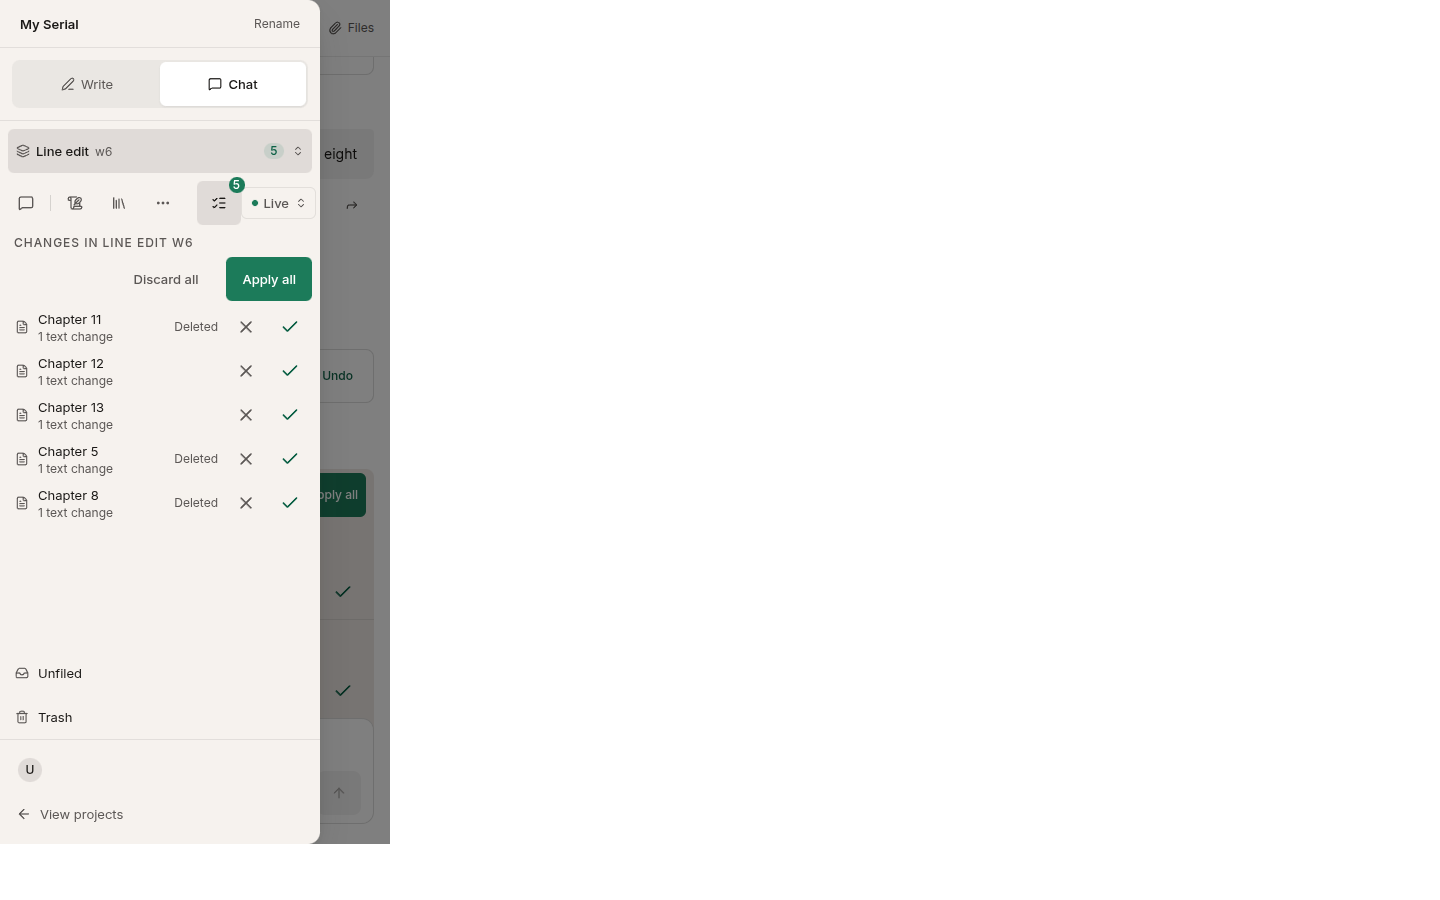 My Serial
Rename
Files
Write
Chat
Line edit w6
5
eight
5
Live
CHANGES IN LINE EDIT W6
Discard all
Apply all
Chapter 11
1 text change
Deleted
Chapter 12
1 text change
Undo
Chapter 13
1 text change
Chapter 5
1 text change
Deleted
Chapter 8
1 text change
Deleted
all
Unfiled
Trash
U
View projects